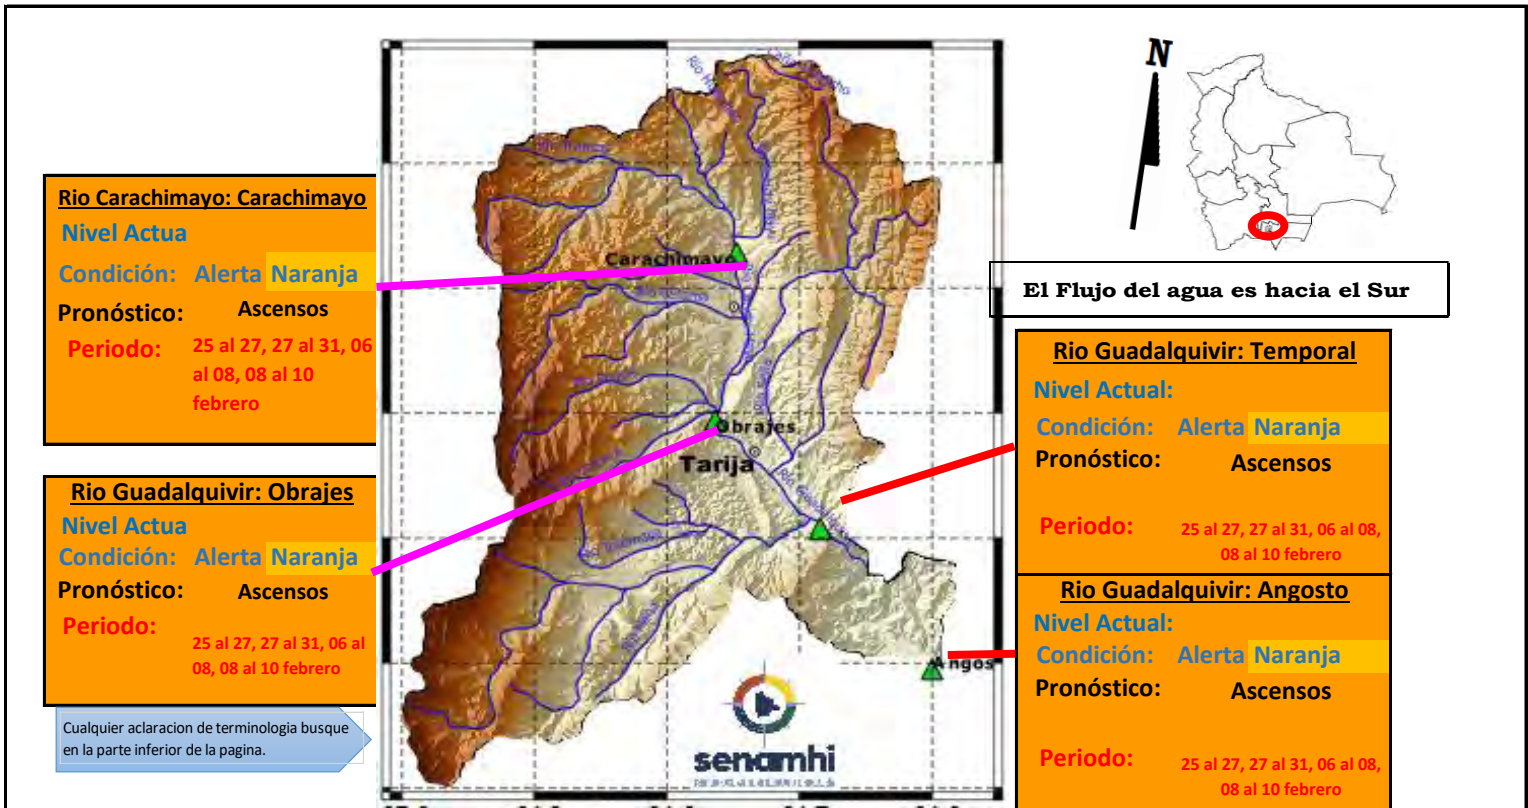 N
El Flujo del agua es hacia el Sur
Rio Carachimayo: Carachimayo
Nivel Actua
Condición: Alerta Naranja
Pronóstico: Ascensos
Periodo: 25 al 27, 27 al 31, 06
al 08, 08 al 10
febrero
Rio Guadalquivir: Obrajes
Nivel Actua
Condición: Alerta Naranja
Pronóstico: Ascensos
Periodo:
25 al 27, 27 al 31, 06 al
08, 08 al 10 febrero
Cualquier aclaracion de terminologia busque
en la parte inferior de la pagina.
Carachimayo
Obrajes
Tarija
Angos
senamhi
Rio Guadalquivir: Temporal
Nivel Actual:
Condición: Alerta Naranja
Pronóstico: Ascensos
Periodo: 25 al 27, 27 al 31, 06 al 08,
08 al 10 febrero
Rio Guadalquivir: Angosto
Nivel Actual:
Condición: Alerta Naranja
Pronóstico: Ascensos
Periodo: 25 al 27, 27 al 31, 06 al 08,
08 al 10 febrero